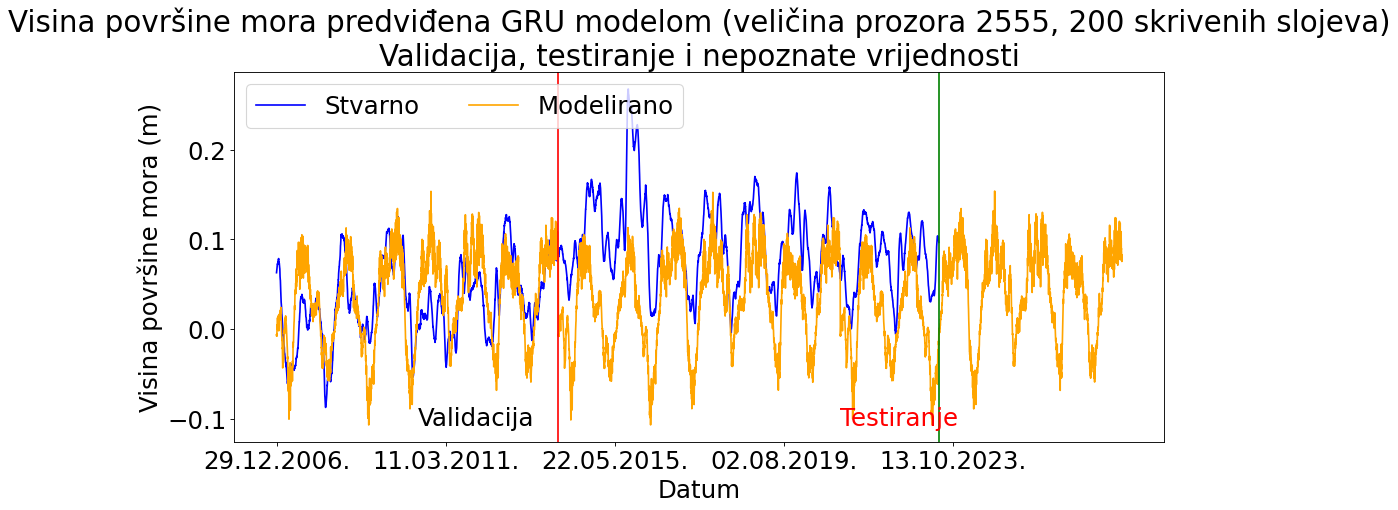 Visina površine mora predviđena GRU modelom (veličina prozora 2555, 200 skrivenih slojeva)
Validacija, testiranje i nepoznate vrijednosti
Stvarno
Modelirano
Visina površine mora (m)
0.2
0.1
0.0
−0.1
Validacija
Testiranje
29.12.2006.
11.03.2011.
22.05.2015.
02.08.2019.
13.10.2023.
Datum